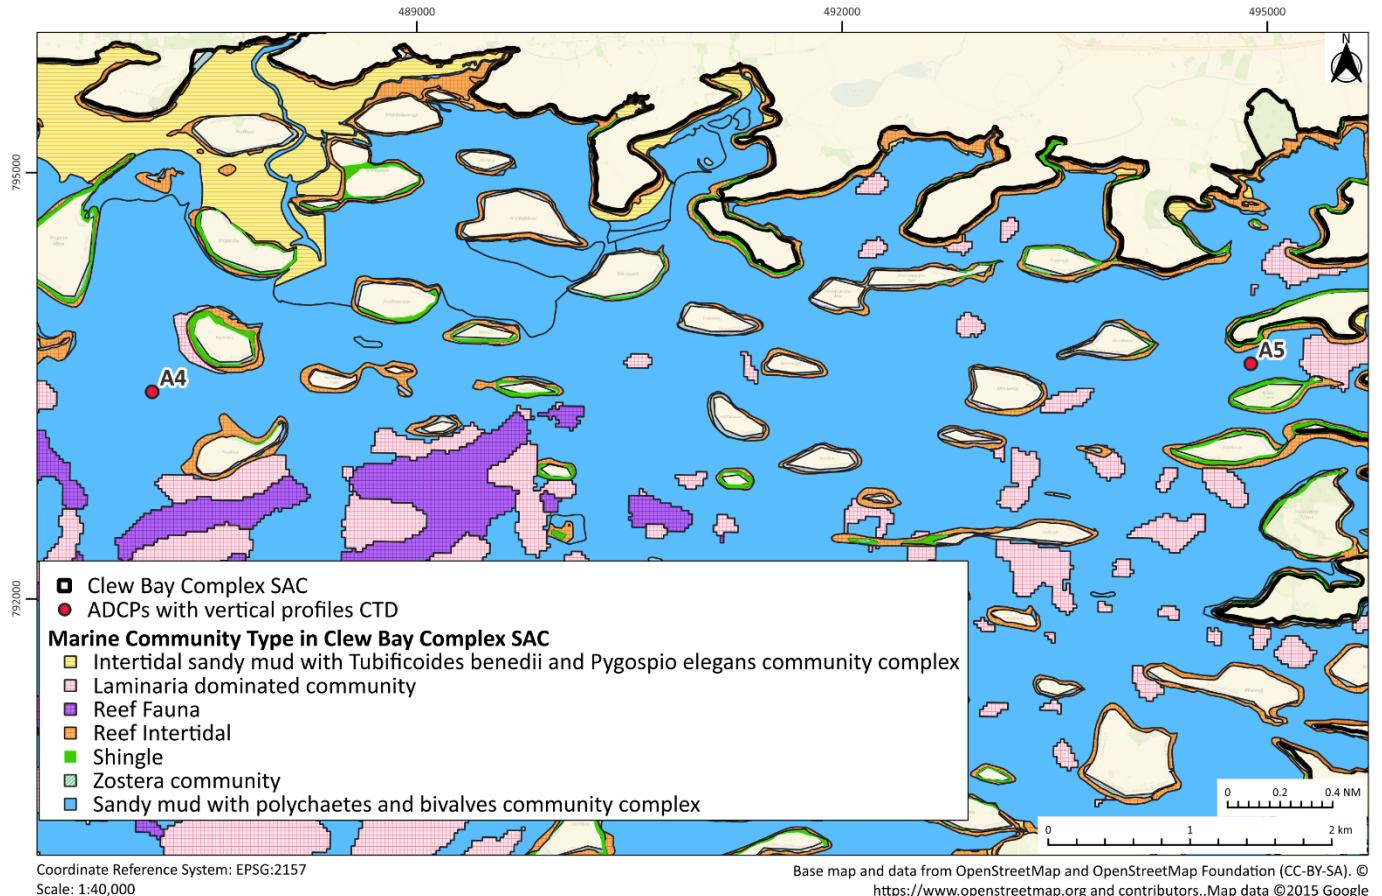 489000
492000
495000
N
795000
A5
A4
792000
Clew Bay Complex SAC
ADCPs with vertical profiles CTD
Marine Community Type in Clew Bay Complex SAC
Intertidal sandy mud with Tubificoides benedii and Pygospio elegans community complex
Laminaria dominated community
Reef Fauna
Reef Intertidal
Shingle
Zostera community
Sandy mud with polychaetes and bivalves community complex
0 0.2 0.4 NM
0 1 2 km
Coordinate Reference System: EPSG:2157
Scale: 1:40,000
Base map and data from OpenStreetMap and OpenStreetMap Foundation (CC-BY-SA). ©
https://www.openstreetmap.org and contributors..Map data ©2015 Google